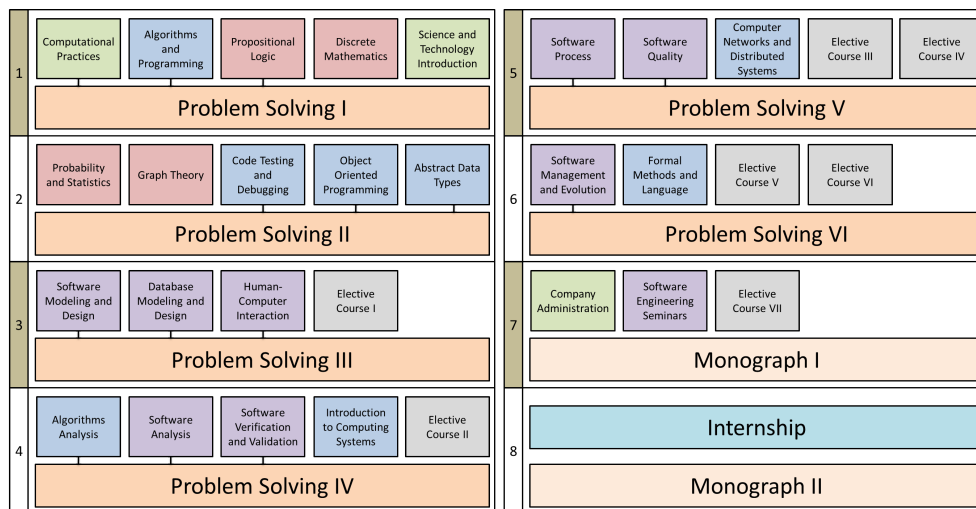 1
Computational
Practices
Algorithms
and
Programming
Propositional
Logic
Discrete
Mathematics
Science and
Technology
Introduction
Problem Solving I
2
Probability
and Statistics
Graph Theory
Code Testing
and
Debugging
Object
Oriented
Programming
Abstract Data
Types
Problem Solving II
3
Software
Modeling and
Design
Database
Modeling and
Design
Human-
Computer
Interaction
Elective
Course I
Problem Solving III
4
Algorithms
Analysis
Software
Analysis
Software
Verification
and Validation
Introduction
to Computing
Systems
Elective
Course II
Problem Solving IV
5
Software
Process
Software
Quality
Computer
Networks and
Distributed
Systems
Elective
Course III
Elective
Course IV
Problem Solving V
6
Software
Management
and Evolution
Formal
Methods and
Language
Elective
Course V
Elective
Course VI
Problem Solving VI
7
Company
Administration
Software
Engineering
Seminars
Elective
Course VII
Monograph I
8
Internship
Monograph II